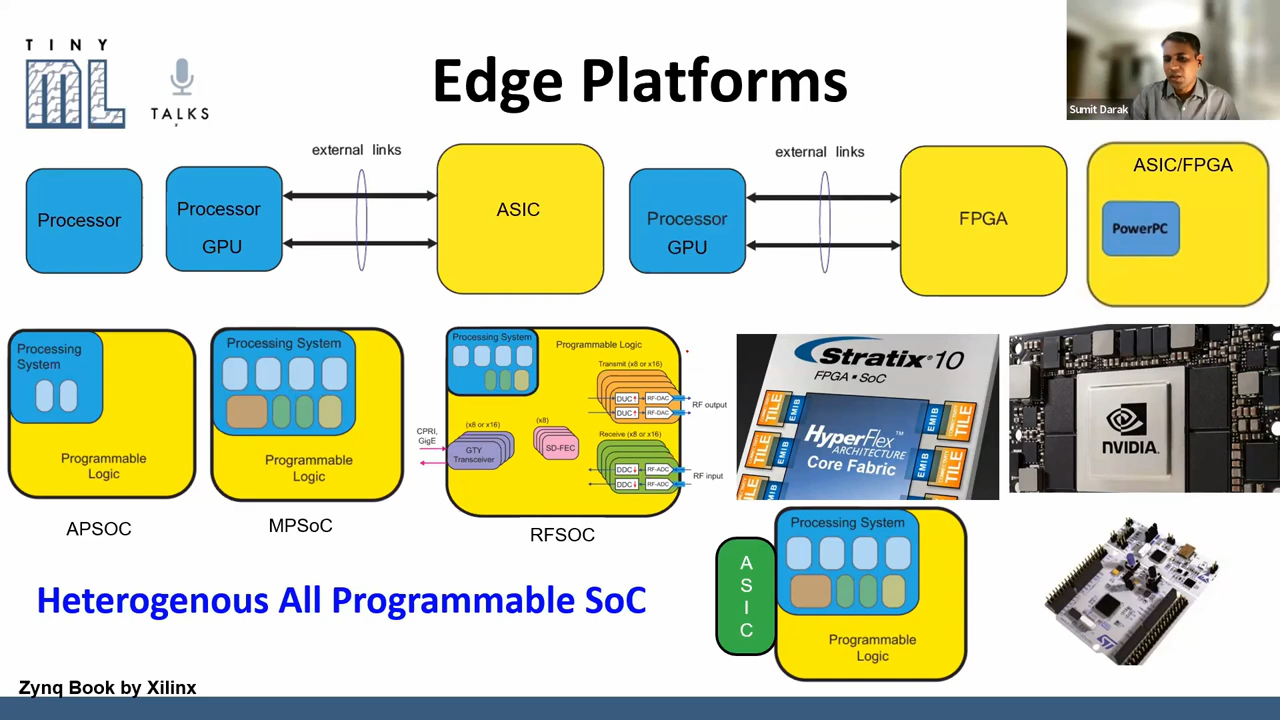 TINY
ML
TALKS
Edge Platforms
Sumit Darak
Processor
Processor
GPU
external links
ASIC
Processor
GPU
external links
FPGA
ASIC/FPGA
PowerPC
Processing
System
Programmable
Logic
APSOC
Processing System
Programmable
Logic
MPSoC
Processing System
Programmable Logic
Transmit (x8 or x16)
DUC
RF-DAC
DUC
RF-DAC
RF output
CPRI,
GigE
(x8 or x16)
GTY
Transceiver
(x8)
SD-FEC
Receive (x8 or x16)
DDC
RF-ADC
DDC
RF-ADC
RF input
RFSOC
Stratix® 10
FPGA • SoC
TILE
EMIB
TILE
EMIB
TILE
EMIB
HyperFlex™
ARCHITECTURE
Core Fabric
EMIB
TILE
EMIB
TILE
NVIDIA.
ASIC
Processing System
Programmable
Logic
ST
Heterogenous All Programmable SoC
Zynq Book by Xilinx